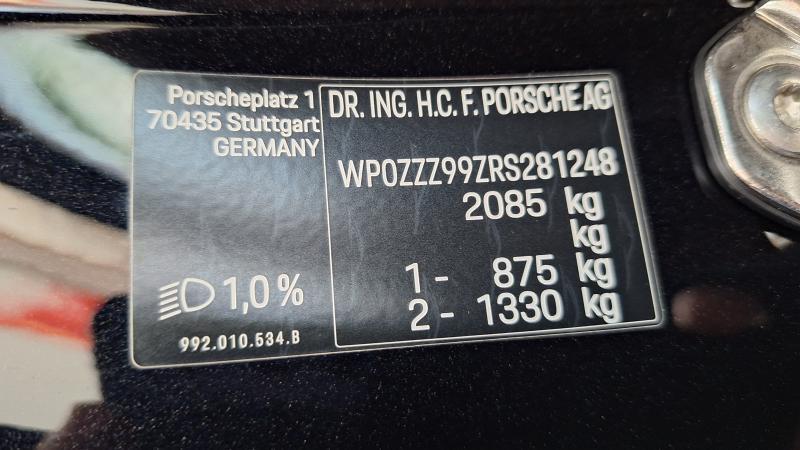 Porscheplatz 1
70435 Stuttgart
GERMANY
1,0%
992.010.534.B
DR. ING. H.C. F. PORSCHE AG
WP0ZZZ99ZRS281248
2085 kg
kg
1 - 875 kg
2 - 1330 kg